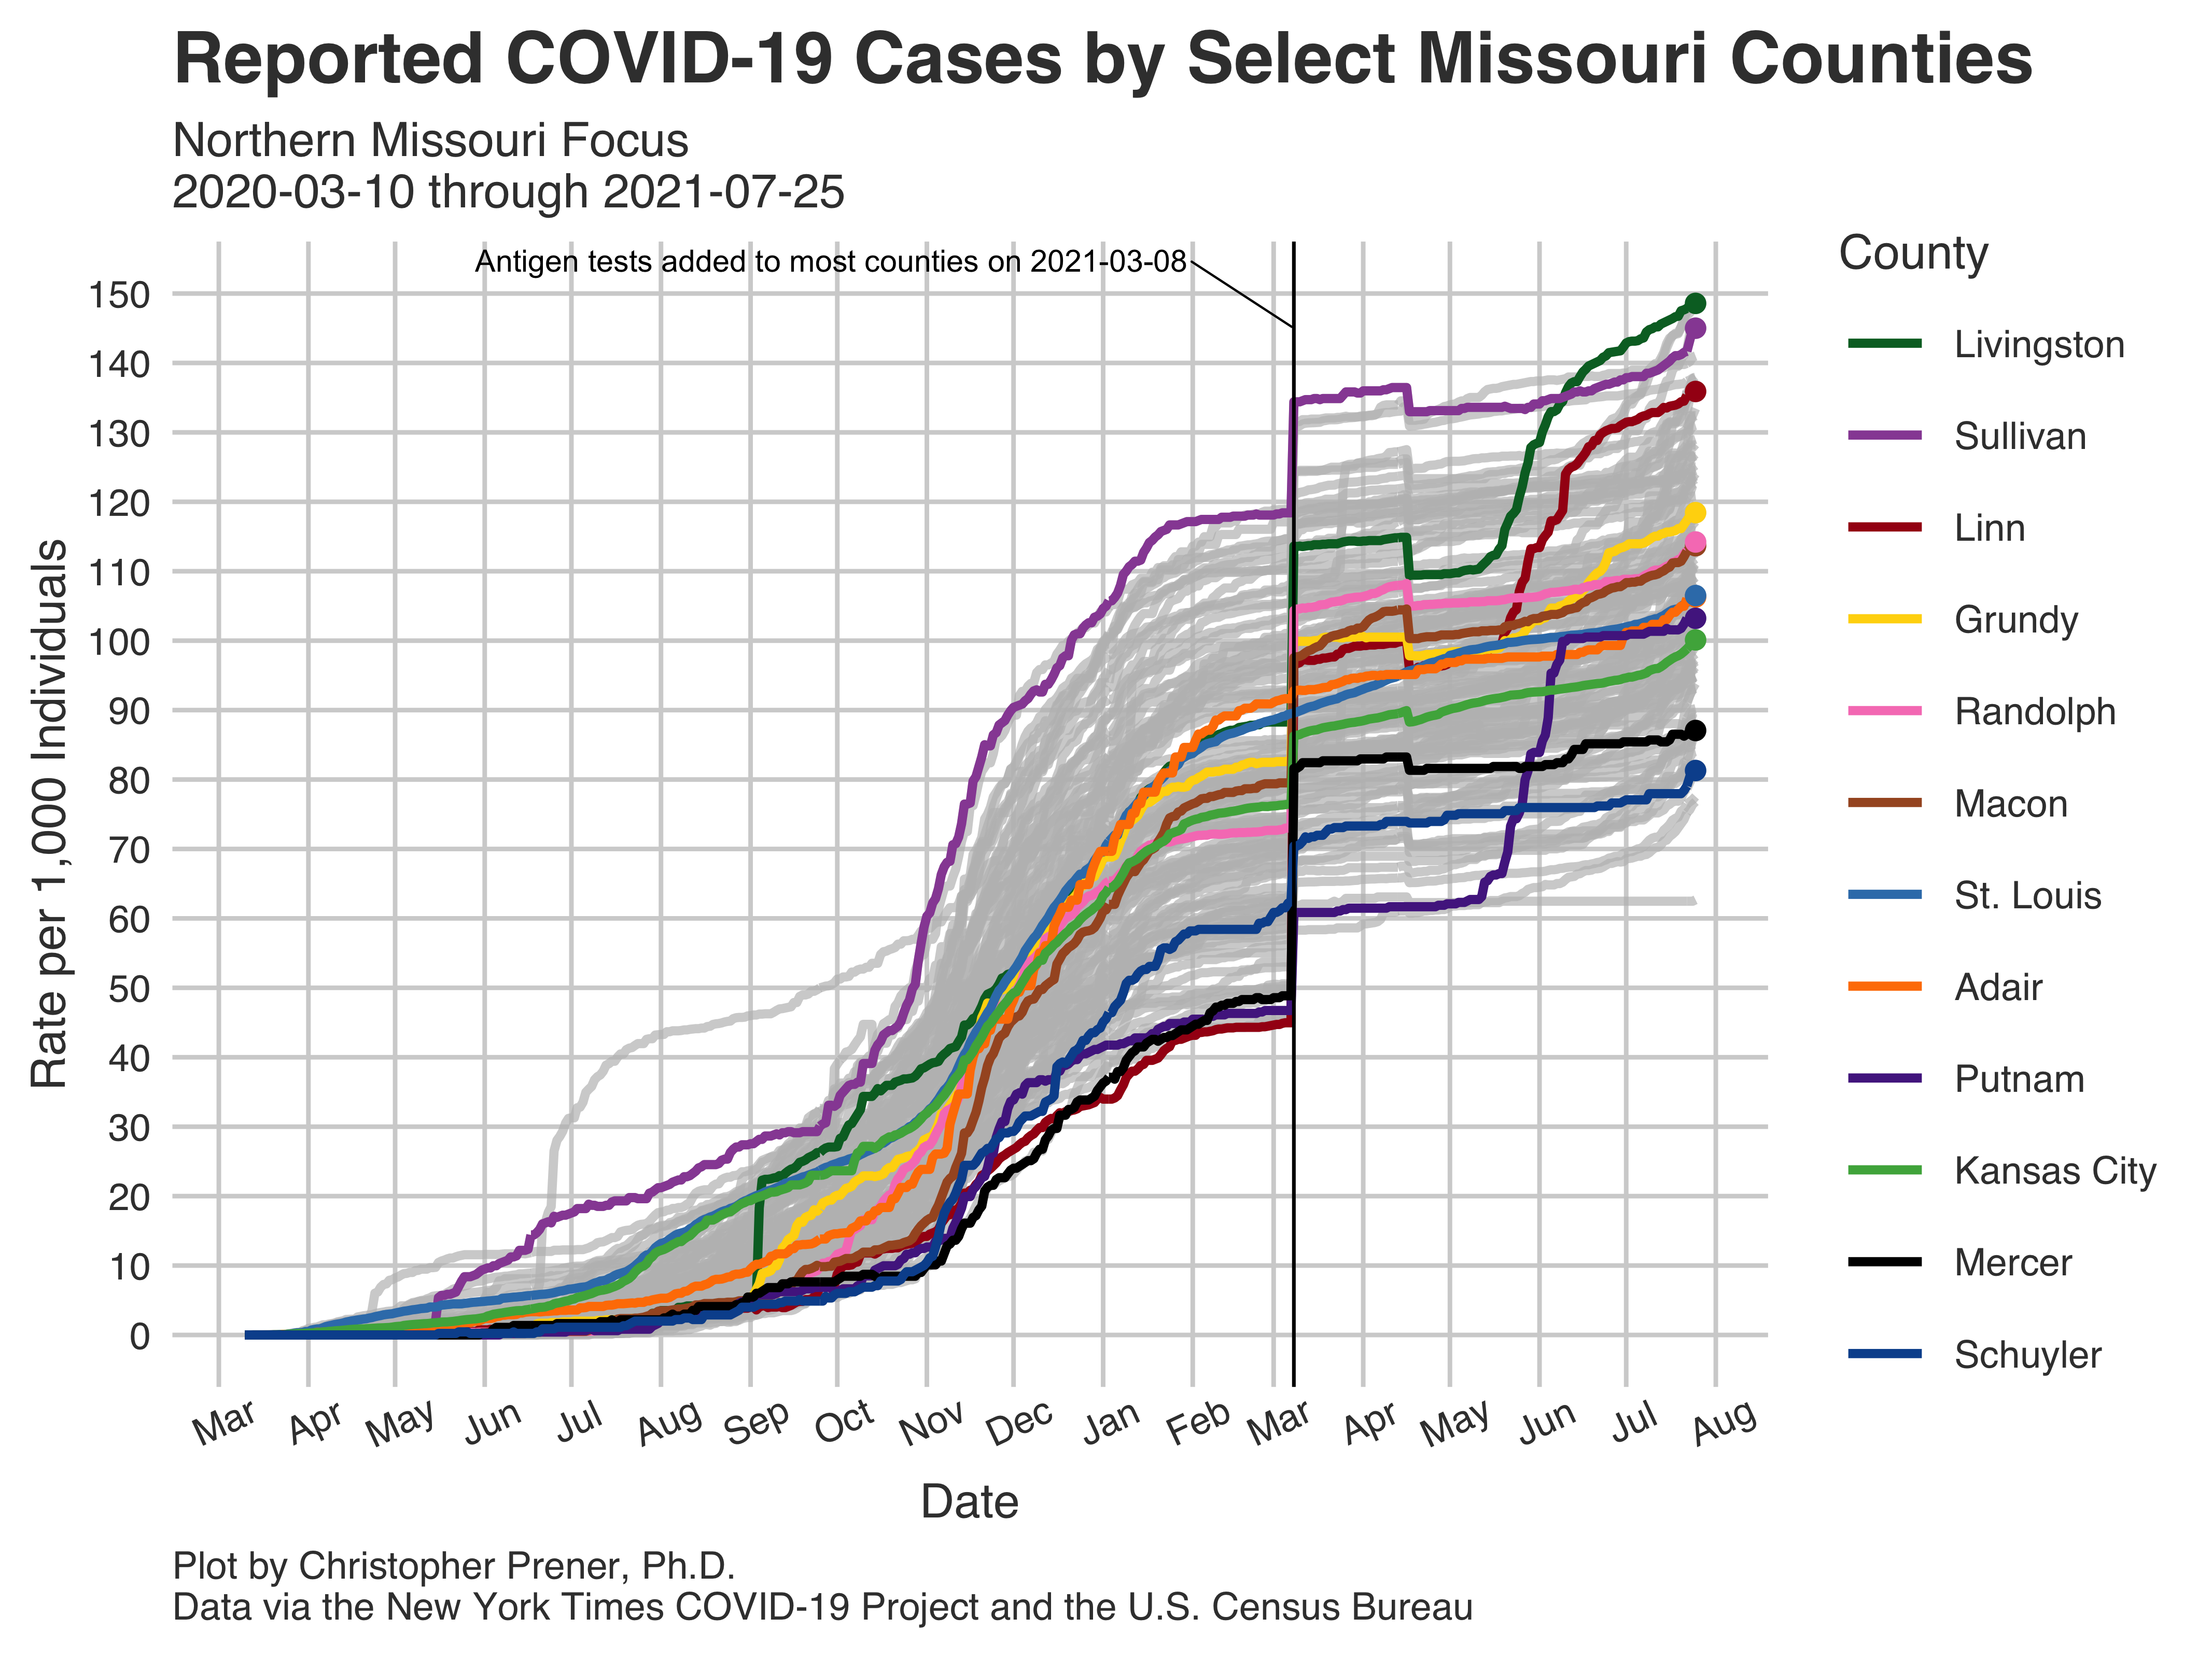 Reported COVID-19 Cases by Select Missouri Counties
Northern Missouri Focus
2020-03-10 through 2021-07-25
Antigen tests added to most counties on 2021-03-08
150
140
130
120
110
100
90
80
70
60
50
40
30
20
10
0
Rate per 1,000 Individuals
Mar Apr May Jun Jul Aug Sep Oct Nov Dec Jan Feb Mar Apr May Jun Jul Aug
Date
County
Livingston
Sullivan
Linn
Grundy
Randolph
Macon
St. Louis
Adair
Putnam
Kansas City
Mercer
Schuyler
Plot by Christopher Prener, Ph.D.
Data via the New York Times COVID-19 Project and the U.S. Census Bureau